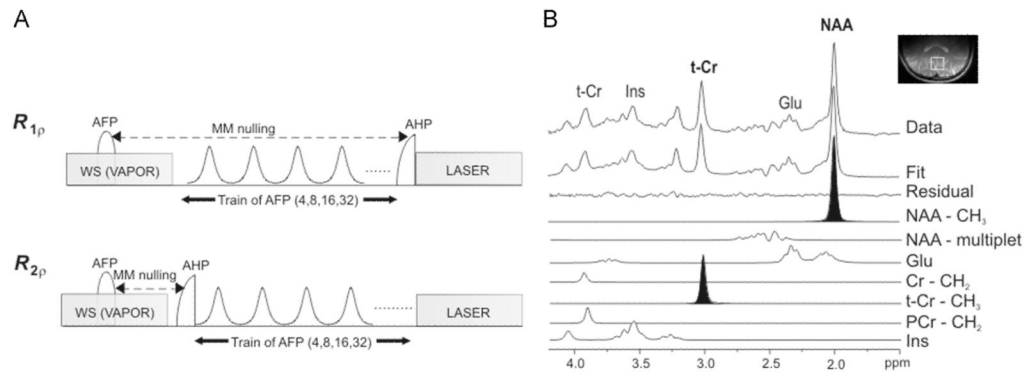 A
R1ρ
AFP
MM nulling
AHP
WS (VAPOR)
LASER
Train of AFP (4,8,16,32)
R2ρ
AFP
MM nulling
AHP
WS (VAPOR)
LASER
Train of AFP (4,8,16,32)
B
NAA
t-Cr
t-Cr
Ins
Glu
Data
Fit
Residual
NAA - CH3
NAA - multiplet
Glu
Cr - CH2
t-Cr - CH3
PCr - CH2
Ins
4.0 3.5 3.0 2.5 2.0 ppm